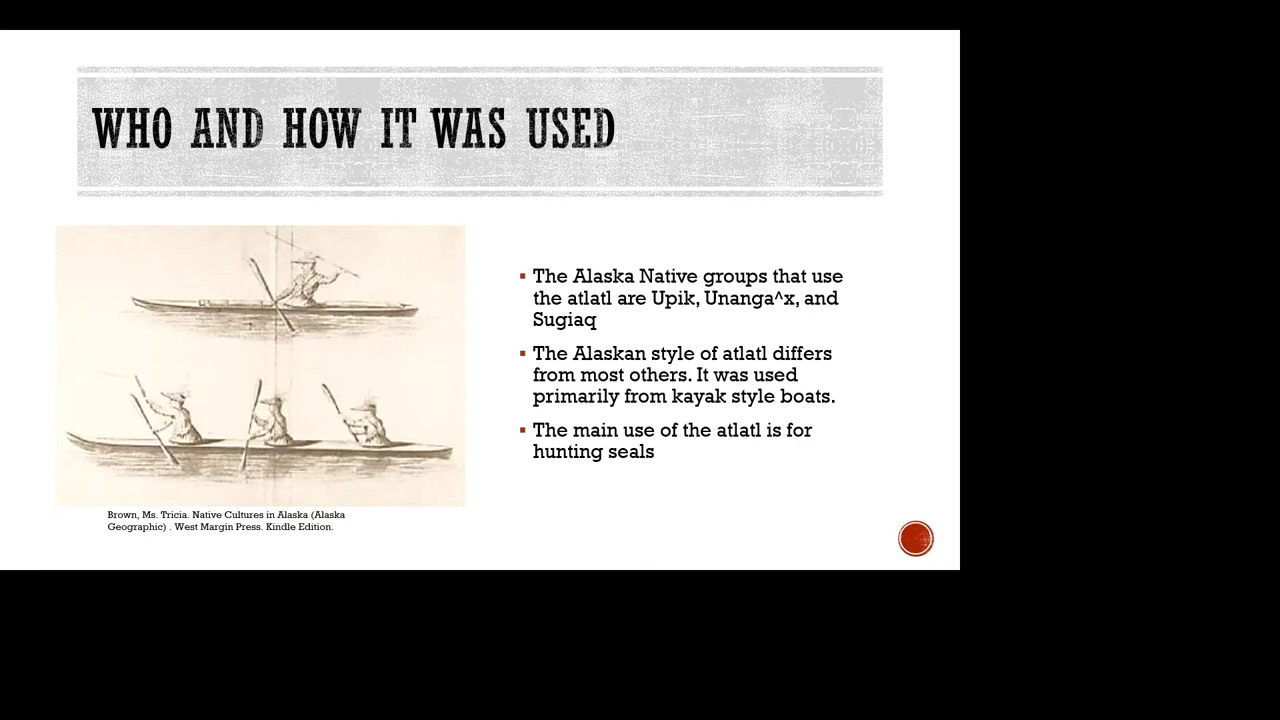 WHO AND HOW IT WAS USED
▪ The Alaska Native groups that use
the atlatl are Upik, Unanga^x, and
Sugiaq
▪ The Alaskan style of atlatl differs
from most others. It was used
primarily from kayak style boats.
▪ The main use of the atlatl is for
hunting seals
Brown, Ms. Tricia. Native Cultures in Alaska (Alaska
Geographic) . West Margin Press. Kindle Edition.